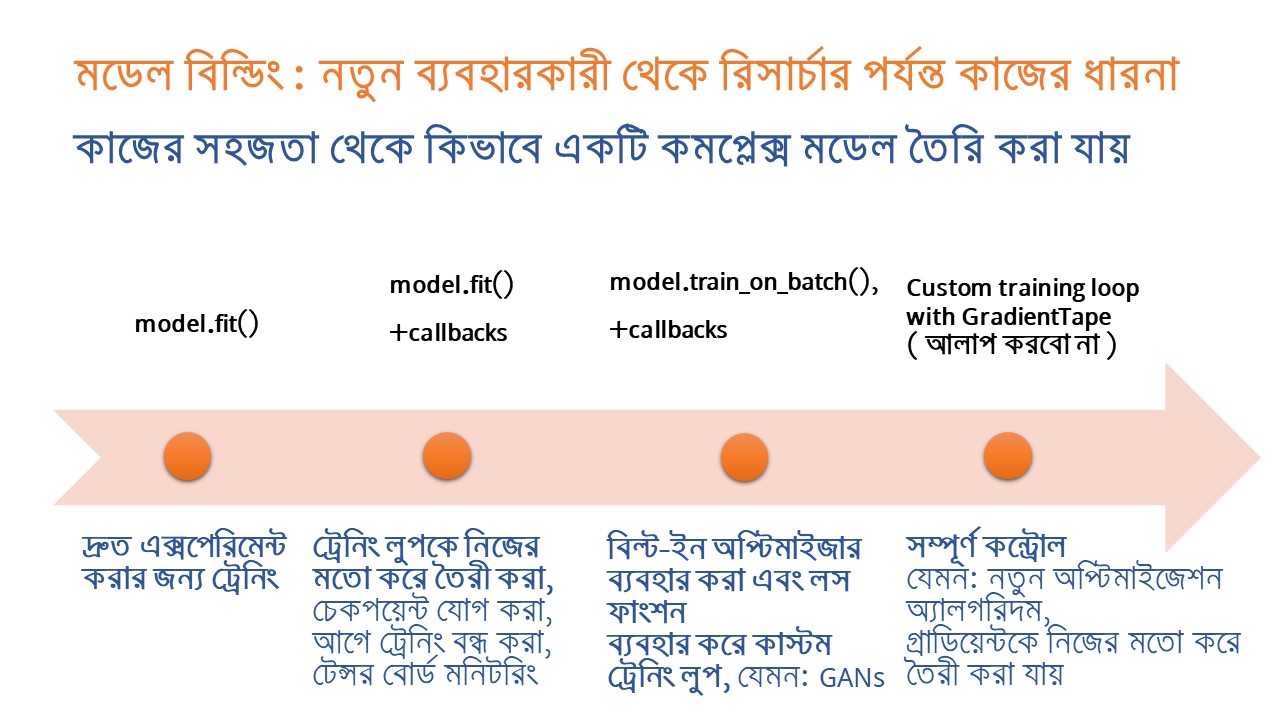 মডেল বিল্ডিং : নতুন ব্যবহারকারী থেকে রিসার্চার পর্যন্ত কাজের ধারনা
কাজের সহজতা থেকে কিভাবে একটি কমপ্লেক্স মডেল তৈরি করা যায়
model.fit()
model.fit()
+callbacks
model.train_on_batch(),
+callbacks
Custom training loop
with GradientTape
( আলাপ করবো না )
দ্রুত এক্সপেরিমেন্ট
করার জন্য ট্রেনিং
ট্রেনিং লুপকে নিজের
মতো করে তৈরী করা,
চেকপয়েন্ট যোগ করা,
আগে ট্রেনিং বন্ধ করা,
টেন্সর বোর্ড মনিটরিং
বিল্ট-ইন অপ্টিমাইজার
ব্যবহার করা এবং লস
ফাংশন
ব্যবহার করে কাস্টম
ট্রেনিং লুপ, যেমন: GANs
সম্পূর্ণ কন্ট্রোল
যেমন: নতুন অপ্টিমাইজেশন
অ্যালগরিদম,
গ্রাডিয়েন্টকে নিজের মতো করে
তৈরী করা যায়